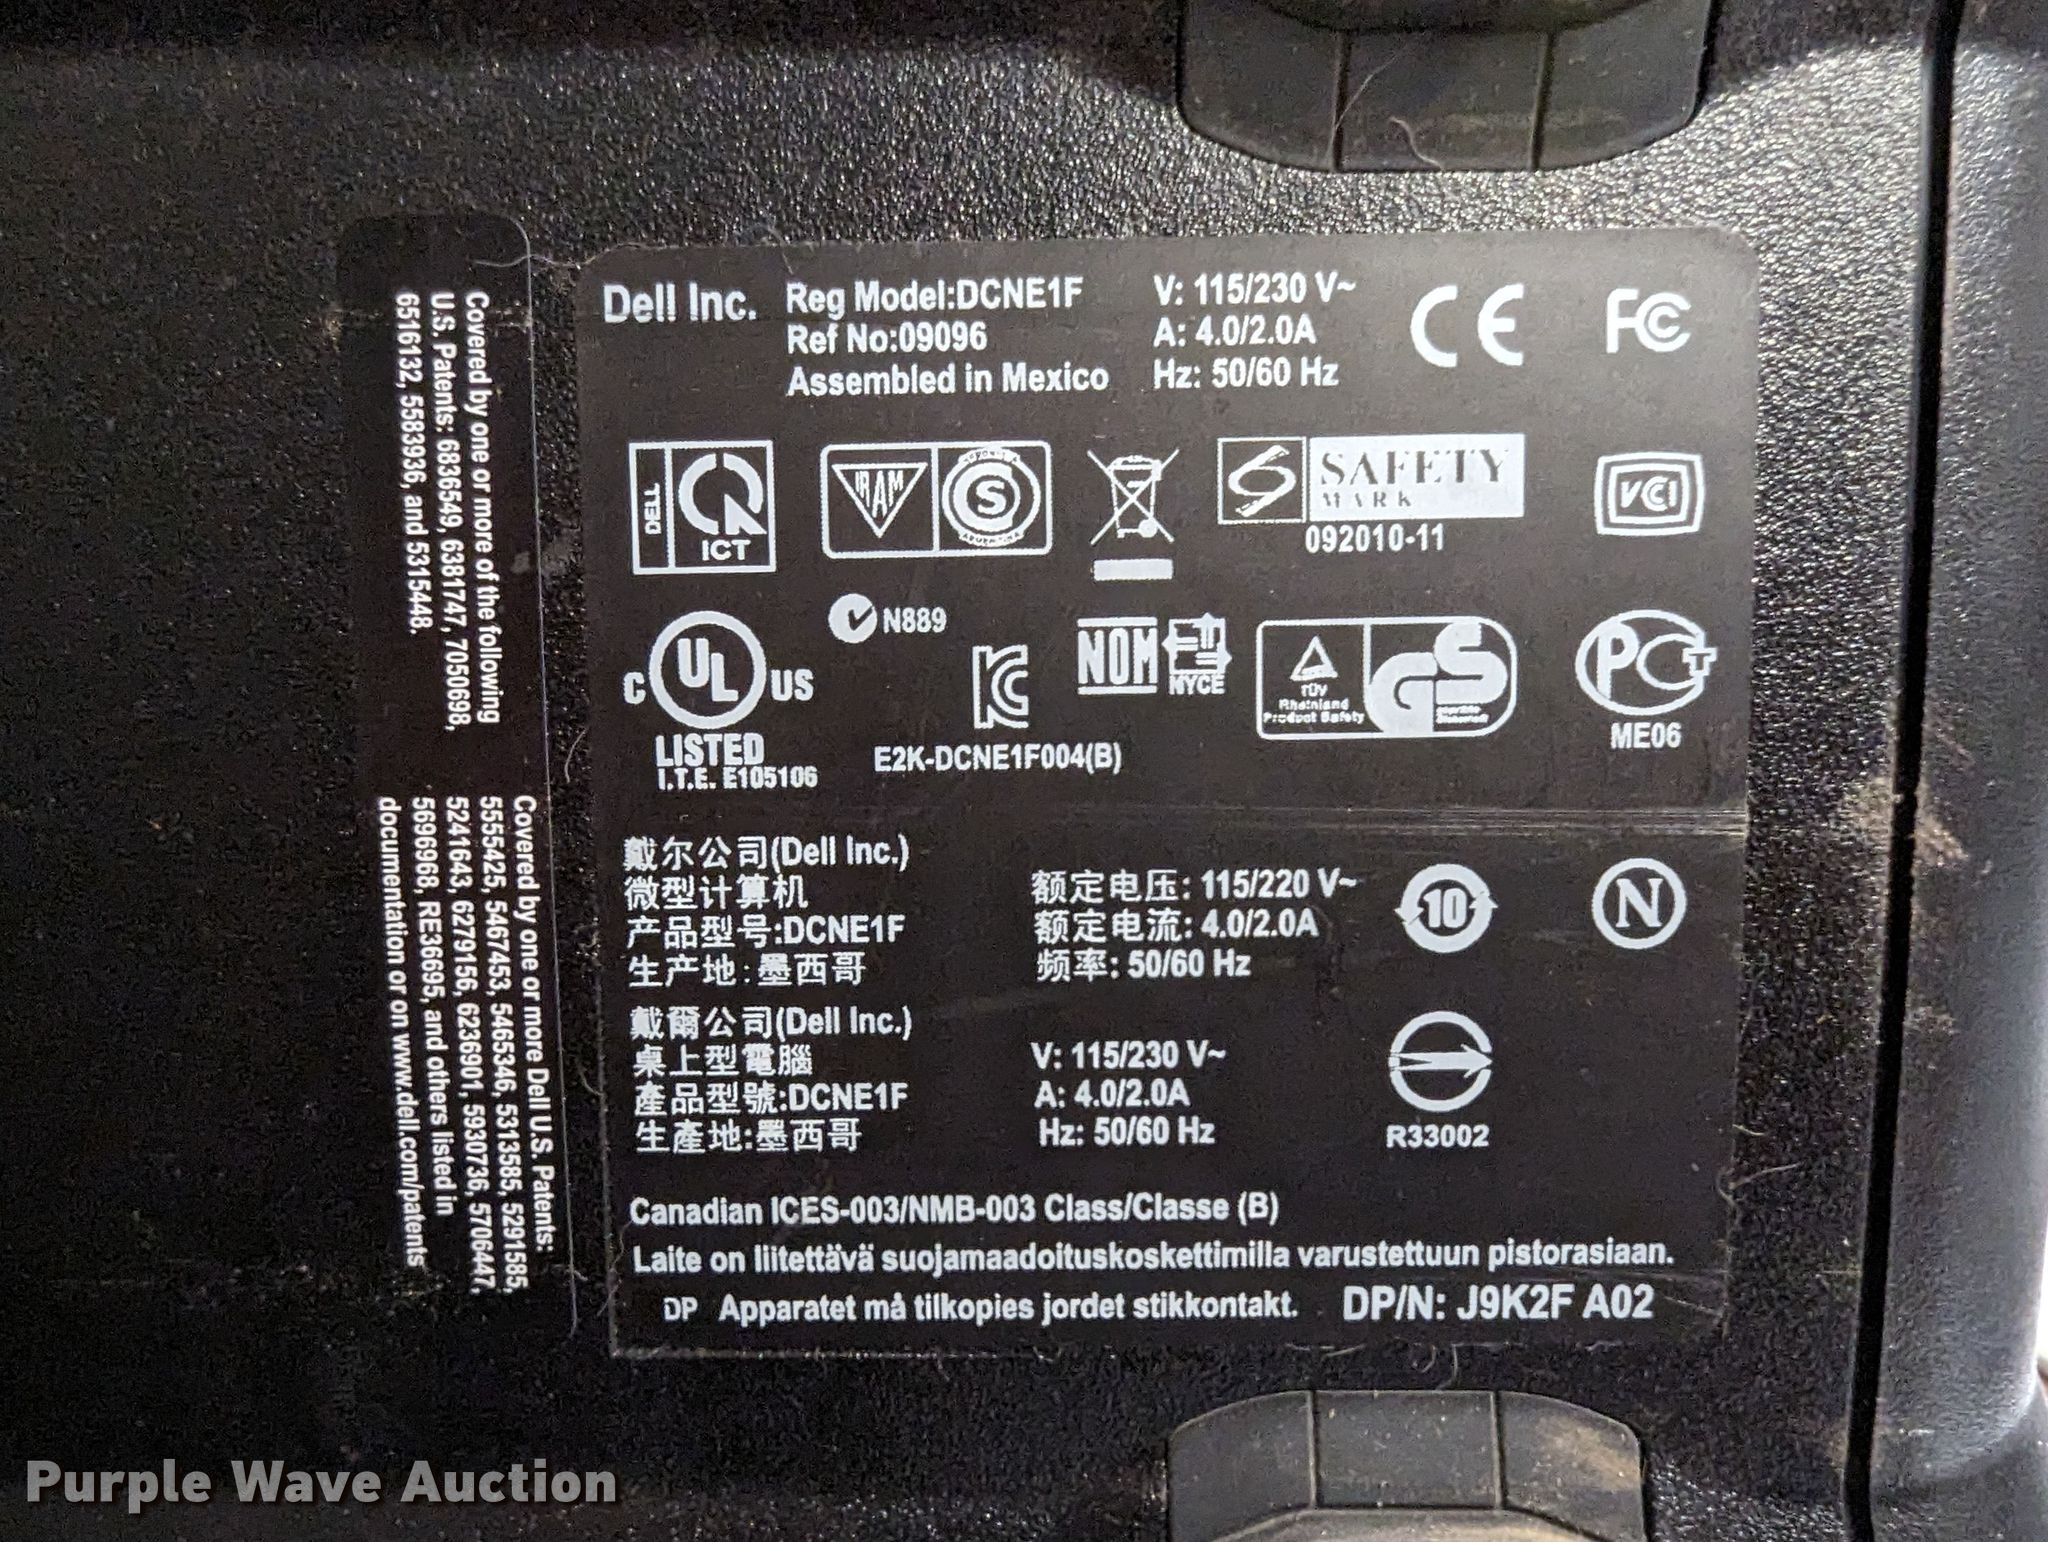 Dell Inc.
Reg Model:DCNE1F
Ref No:09096
Assembled in Mexico
V: 115/230 V~
A: 4.0/2.0A
Hz: 50/60 Hz
CE
FC
DELL
ICT
IRAM
S
ARGENTINA
SAFETY
MARK
092010-11
VCI
C UL US
LISTED
I.T.E. E105106
N889
E2K-DCNE1F004(B)
NOM
NYCE
TÜV
Rheinland
Product Safety
GS
PCT
ME06
戴尔公司(Dell Inc.)
微型计算机
产品型号:DCNE1F
生产地:墨西哥
额定电压: 115/220 V~
额定电流: 4.0/2.0A
频率: 50/60 Hz
10
N
戴爾公司(Dell Inc.)
桌上型電腦
產品型號:DCNE1F
生產地:墨西哥
V: 115/230 V~
A: 4.0/2.0A
Hz: 50/60 Hz
R33002
Canadian ICES-003/NMB-003 Class/Classe (B)
Laite on liitettävä suojamaadoituskoskettimilla varustettuun pistorasiaan.
DP Apparatet må tilkopies jordet stikkontakt.
DP/N: J9K2F A02
Covered by one or more of the following
U.S. Patents: 6836549, 6381747, 7050698,
6516132, 5583936, and 5315448.
Covered by one or more Dell U.S. Patents:
5555425, 5467453, 5465346, 5313585, 5291585,
5241643, 6279156, 6236901, 5930736, 5706447,
5696968, RE36695, and others listed in
documentation or on www.dell.com/patents
Purple Wave Auction